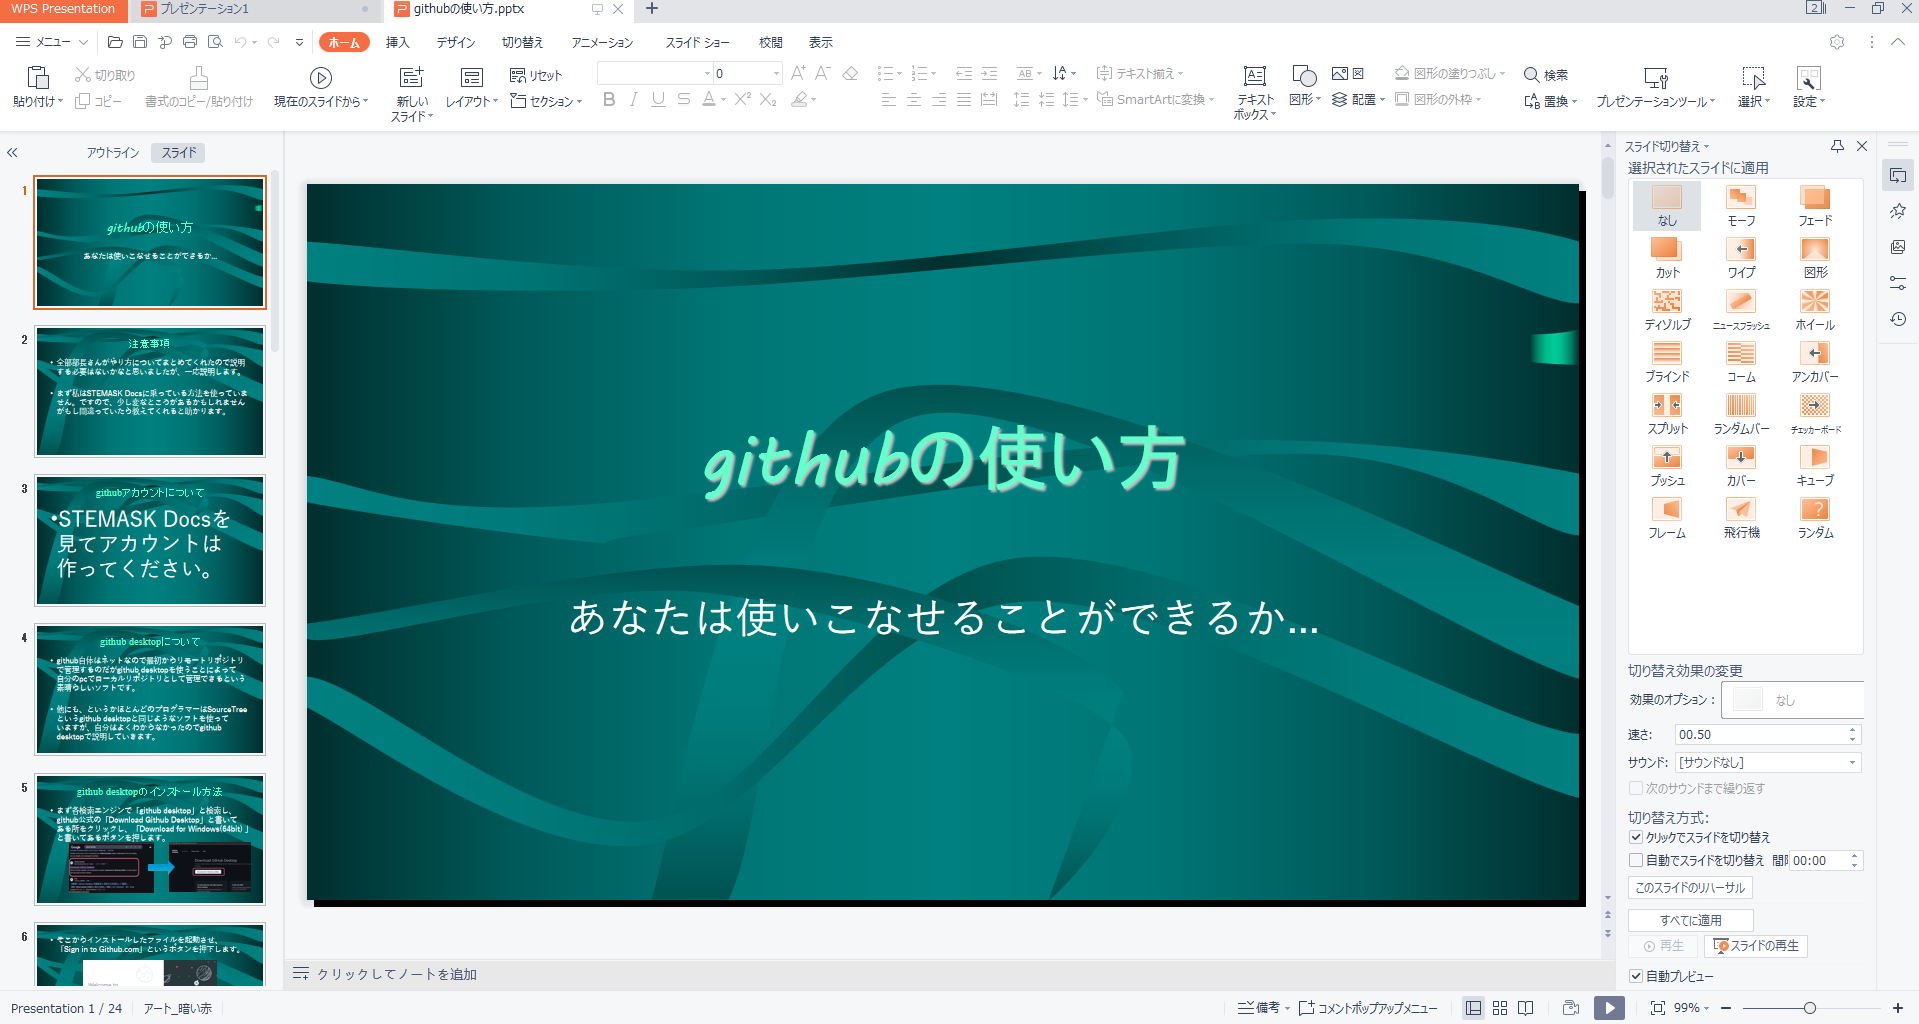 WPS Presentation
プレゼンテーション1
githubの使い方.pptx
2
メニュー
ホーム
挿入
デザイン
切り替え
アニメーション
スライド ショー
校閲
表示
貼り付け
切り取り
コピー
書式のコピー/貼り付け
現在のスライドから
新しい
スライド
レイアウト
リセット
セクション
0
B I U S A X² X₂
AB
テキスト揃え
SmartArtに変換
テキスト
ボックス
図形
図
配置
図形の塗りつぶし
図形の外枠
検索
置換
プレゼンテーションツール
選択
設定
アウトライン
スライド
1
githubの使い方
あなたは使いこなせることができるか...
2
注意事項
• 全部部長さんがやり方についてまとめてくれたので説明
する必要はないかなと思いましたが、一応説明します。
• まず私はSTEMASK Docsに乗っている方法を使っていま
せん。ですので、少し変なところがあるかもしれません
がもし間違っていたら教えてくれると助かります。
3
githubアカウントについて
•STEMASK Docsを
見てアカウントは
作ってください。
4
github desktopについて
• github自体はネットなので最初からリモートリポジトリ
で管理するのだがgithub desktopを使うことによって
自分のpcでローカルリポジトリとして管理できるという
素晴らしいソフトです。
• 他にも、というかほとんどのプログラマーはSourceTree
というgithub desktopと同じようなソフトを使って
いますが、自分はよくわからなかったのでgithub
desktopで説明していきます。
5
github desktopのインストール方法
• まず各検索エンジンで「github desktop」と検索し、
github公式の「Download Github Desktop」と書いて
ある所をクリックし、「Download for Windows(64bit) 」
と書いてあるボタンを押します。
6
• そこからインストールしたファイルを起動させ、
「Sign in to Github.com」というボタンを押下します。
Welcome to
githubの使い方
あなたは使いこなせることができるか...
クリックしてノートを追加
スライド切り替え
選択されたスライドに適用
なし
モーフ
フェード
カット
ワイプ
図形
ディゾルブ
ニュースフラッシュ
ホイール
ブラインド
コーム
アンカバー
スプリット
ランダムバー
チェッカーボード
プッシュ
カバー
キューブ
フレーム
飛行機
ランダム
切り替え効果の変更
効果のオプション：
なし
速さ:
00.50
サウンド:
[サウンドなし]
次のサウンドまで繰り返す
切り替え方式:
クリックでスライドを切り替え
自動でスライドを切り替え
00:00
このスライドのリハーサル
すべてに適用
再生
スライドの再生
自動プレビュー
Presentation 1 / 24
アート_暗い赤
備考
コメントポップアップメニュー
99%